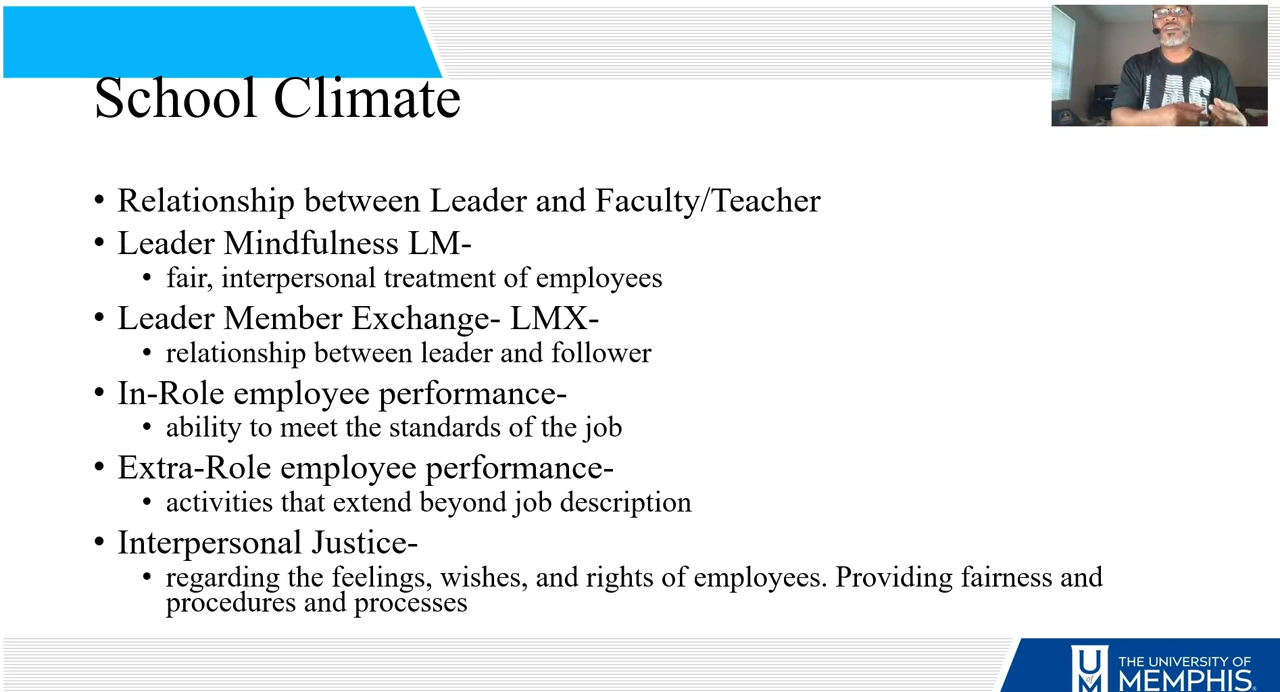 School Climate
• Relationship between Leader and Faculty/Teacher
• Leader Mindfulness LM-
• fair, interpersonal treatment of employees
• Leader Member Exchange- LMX-
• relationship between leader and follower
• In-Role employee performance-
• ability to meet the standards of the job
• Extra-Role employee performance-
• activities that extend beyond job description
• Interpersonal Justice-
• regarding the feelings, wishes, and rights of employees. Providing fairness and
procedures and processes
U
of
M
THE UNIVERSITY OF
MEMPHIS®